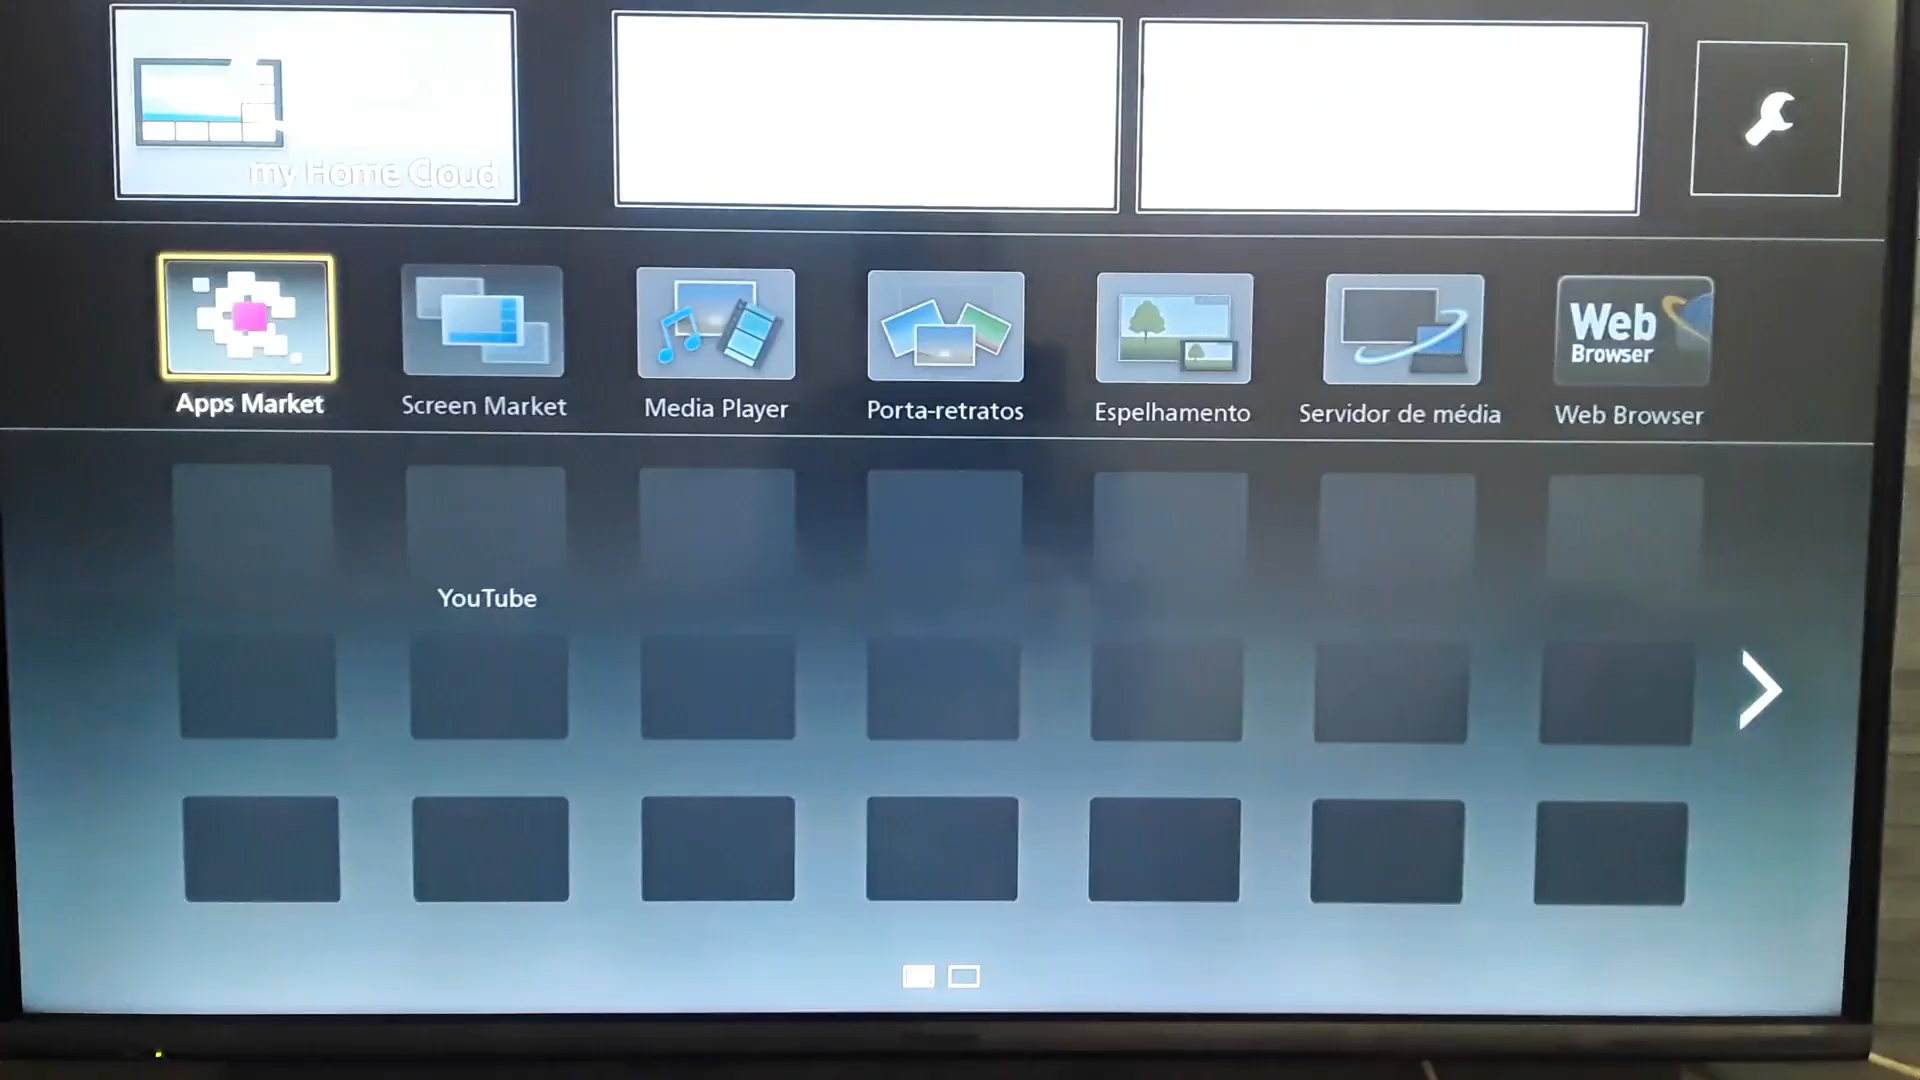 my Home Cloud
Web
Browser
Apps Market
Screen Market
Media Player
Porta-retratos
Espelhamento
Servidor de média
Web Browser
YouTube